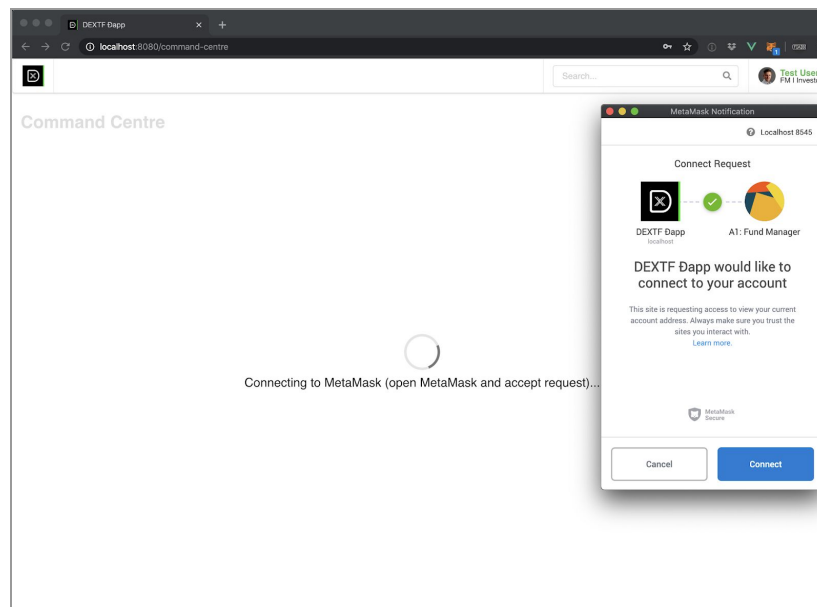 DEXTF Đapp
localhost:8080/command-centre
Search...
Test User
FM I Invest
Command Centre
Connecting to MetaMask (open MetaMask and accept request)...
MetaMask Notification
Localhost 8545
Connect Request
DEXTF Đapp
localhost
A1: Fund Manager
DEXTF Đapp would like to
connect to your account
This site is requesting access to view your current
account address. Always make sure you trust the
sites you interact with.
Learn more.
MetaMask
Secure
Cancel
Connect